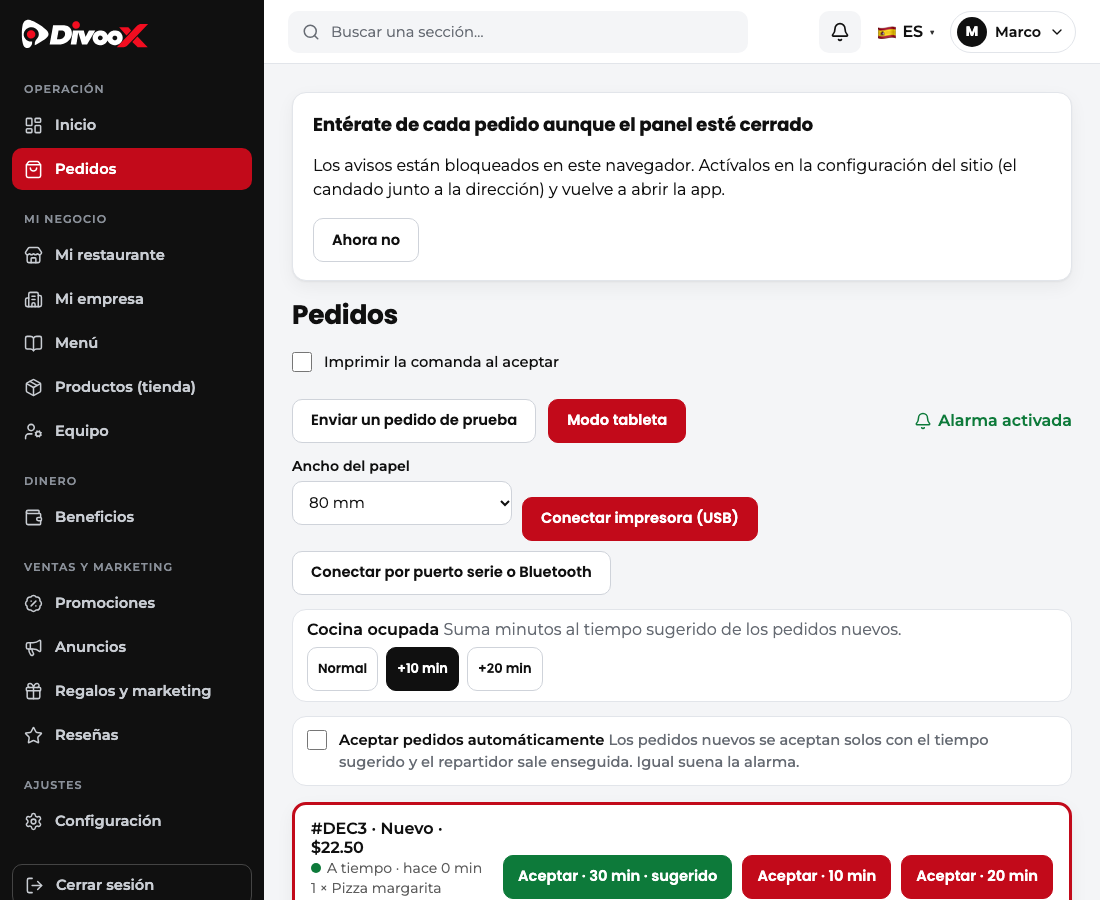 DivooX
Buscar una sección...
ES
M
Marco
OPERACIÓN
Inicio
Pedidos
MI NEGOCIO
Mi restaurante
Mi empresa
Menú
Productos (tienda)
Equipo
DINERO
Beneficios
VENTAS Y MARKETING
Promociones
Anuncios
Regalos y marketing
Reseñas
AJUSTES
Configuración
Cerrar sesión
Entérate de cada pedido aunque el panel esté cerrado
Los avisos están bloqueados en este navegador. Actívalos en la configuración del sitio (el
candado junto a la dirección) y vuelve a abrir la app.
Ahora no
Pedidos
Imprimir la comanda al aceptar
Enviar un pedido de prueba
Modo tableta
Alarma activada
Ancho del papel
80 mm
Conectar impresora (USB)
Conectar por puerto serie o Bluetooth
Cocina ocupada Suma minutos al tiempo sugerido de los pedidos nuevos.
Normal
+10 min
+20 min
Aceptar pedidos automáticamente Los pedidos nuevos se aceptan solos con el tiempo
sugerido y el repartidor sale enseguida. Igual suena la alarma.
#DEC3 · Nuevo ·
$22.50
A tiempo · hace 0 min
1 × Pizza margarita
Aceptar · 30 min · sugerido
Aceptar · 10 min
Aceptar · 20 min